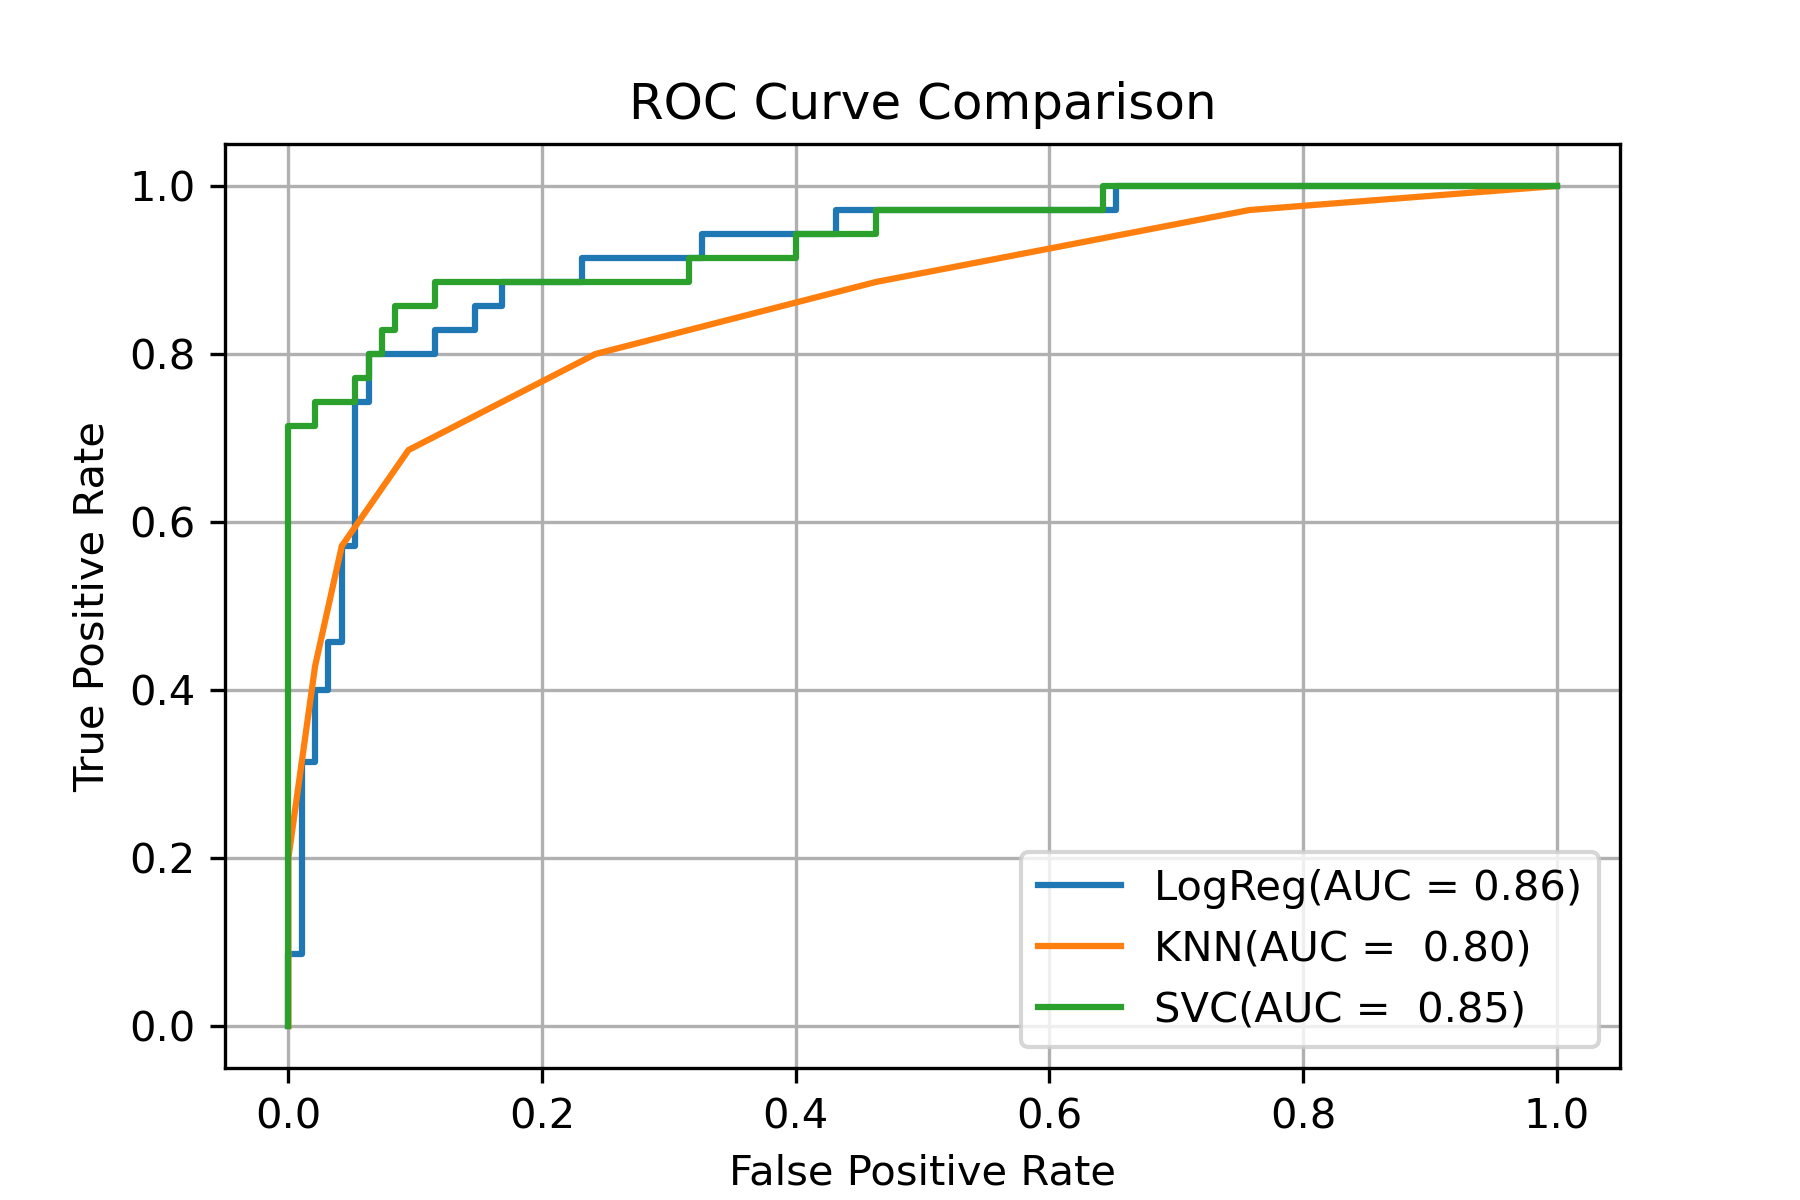 ROC Curve Comparison
True Positive Rate
1.0
0.8
0.6
0.4
0.2
0.0
LogReg(AUC = 0.86)
KNN(AUC =  0.80)
SVC(AUC =  0.85)
0.0 0.2 0.4 0.6 0.8 1.0
False Positive Rate